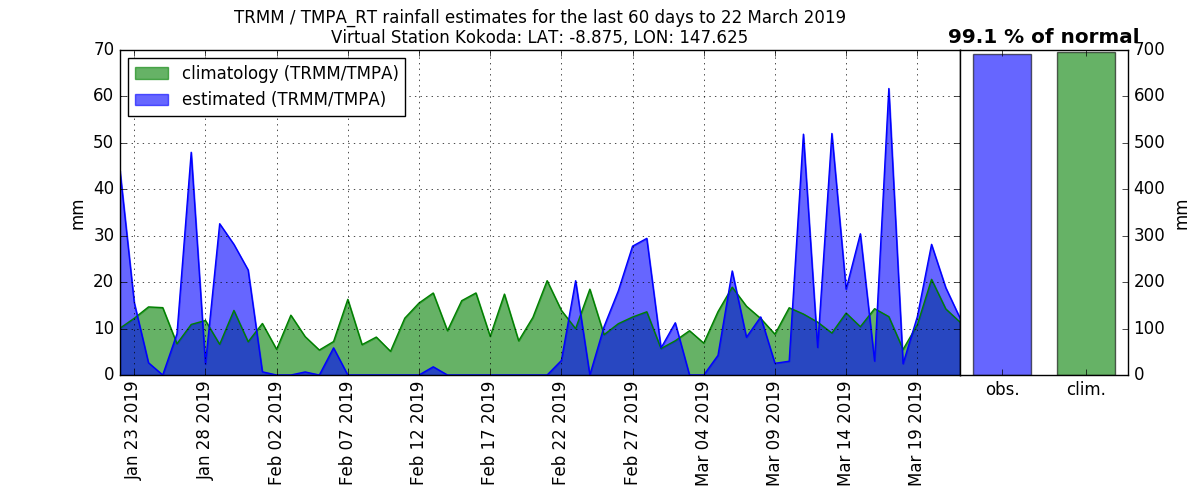 TRMM / TMPA_RT rainfall estimates for the last 60 days to 22 March 2019
Virtual Station Kokoda: LAT: -8.875, LON: 147.625
99.1 % of normal
climatology (TRMM/TMPA)
estimated (TRMM/TMPA)
mm
70
60
50
40
30
20
10
0
700
600
500
400
300
200
100
0
mm
Jan 23 2019
Jan 28 2019
Feb 02 2019
Feb 07 2019
Feb 12 2019
Feb 17 2019
Feb 22 2019
Feb 27 2019
Mar 04 2019
Mar 09 2019
Mar 14 2019
Mar 19 2019
obs.
clim.